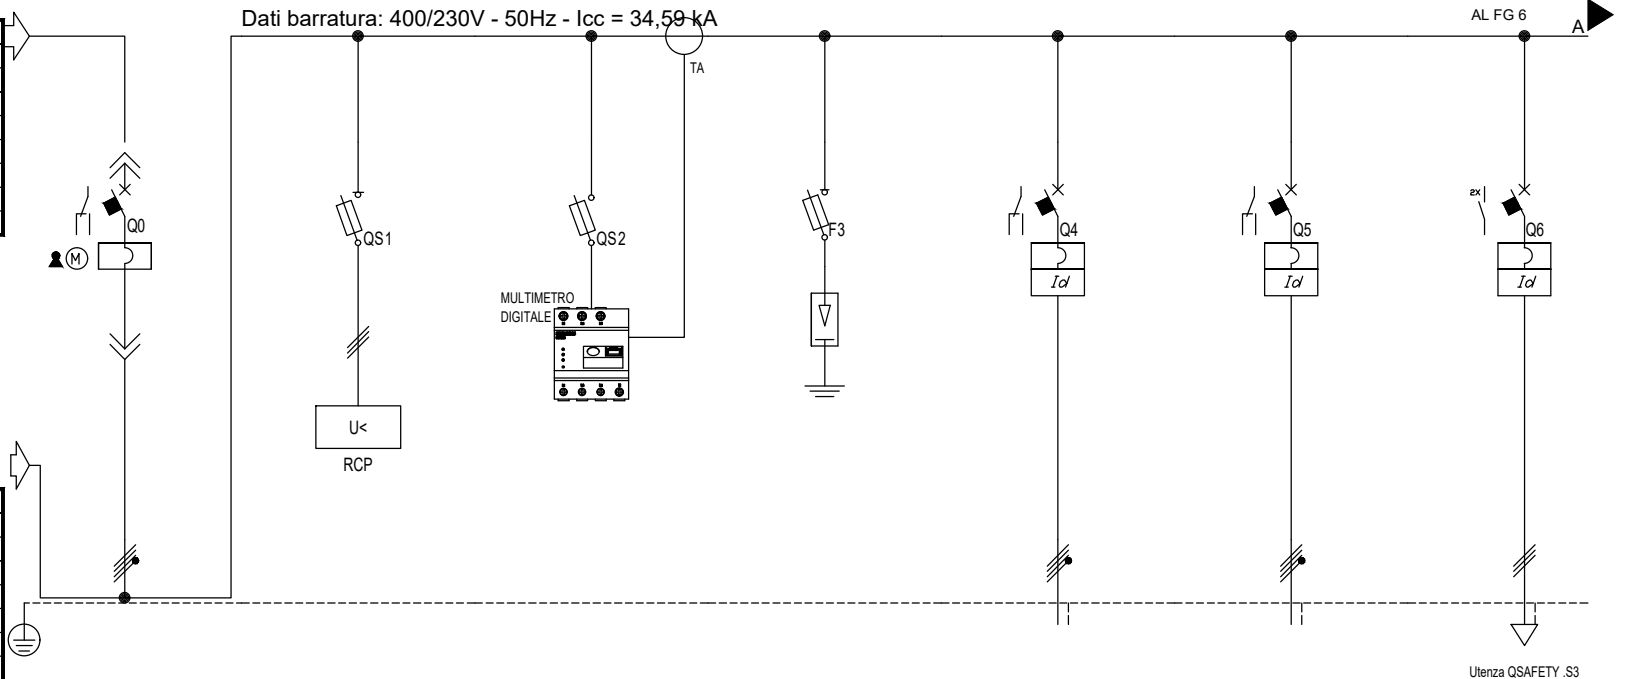 Dati barratura: 400/230V - 50Hz - Icc = 34,59 kA
AL FG 6
A
TA
2X
Q0
QS1
QS2
F3
Q4
Q5
Q6
M
Id
Id
Id
MULTIMETRO
DIGITALE
U<
RCP
Utenza QSAFETY .S3